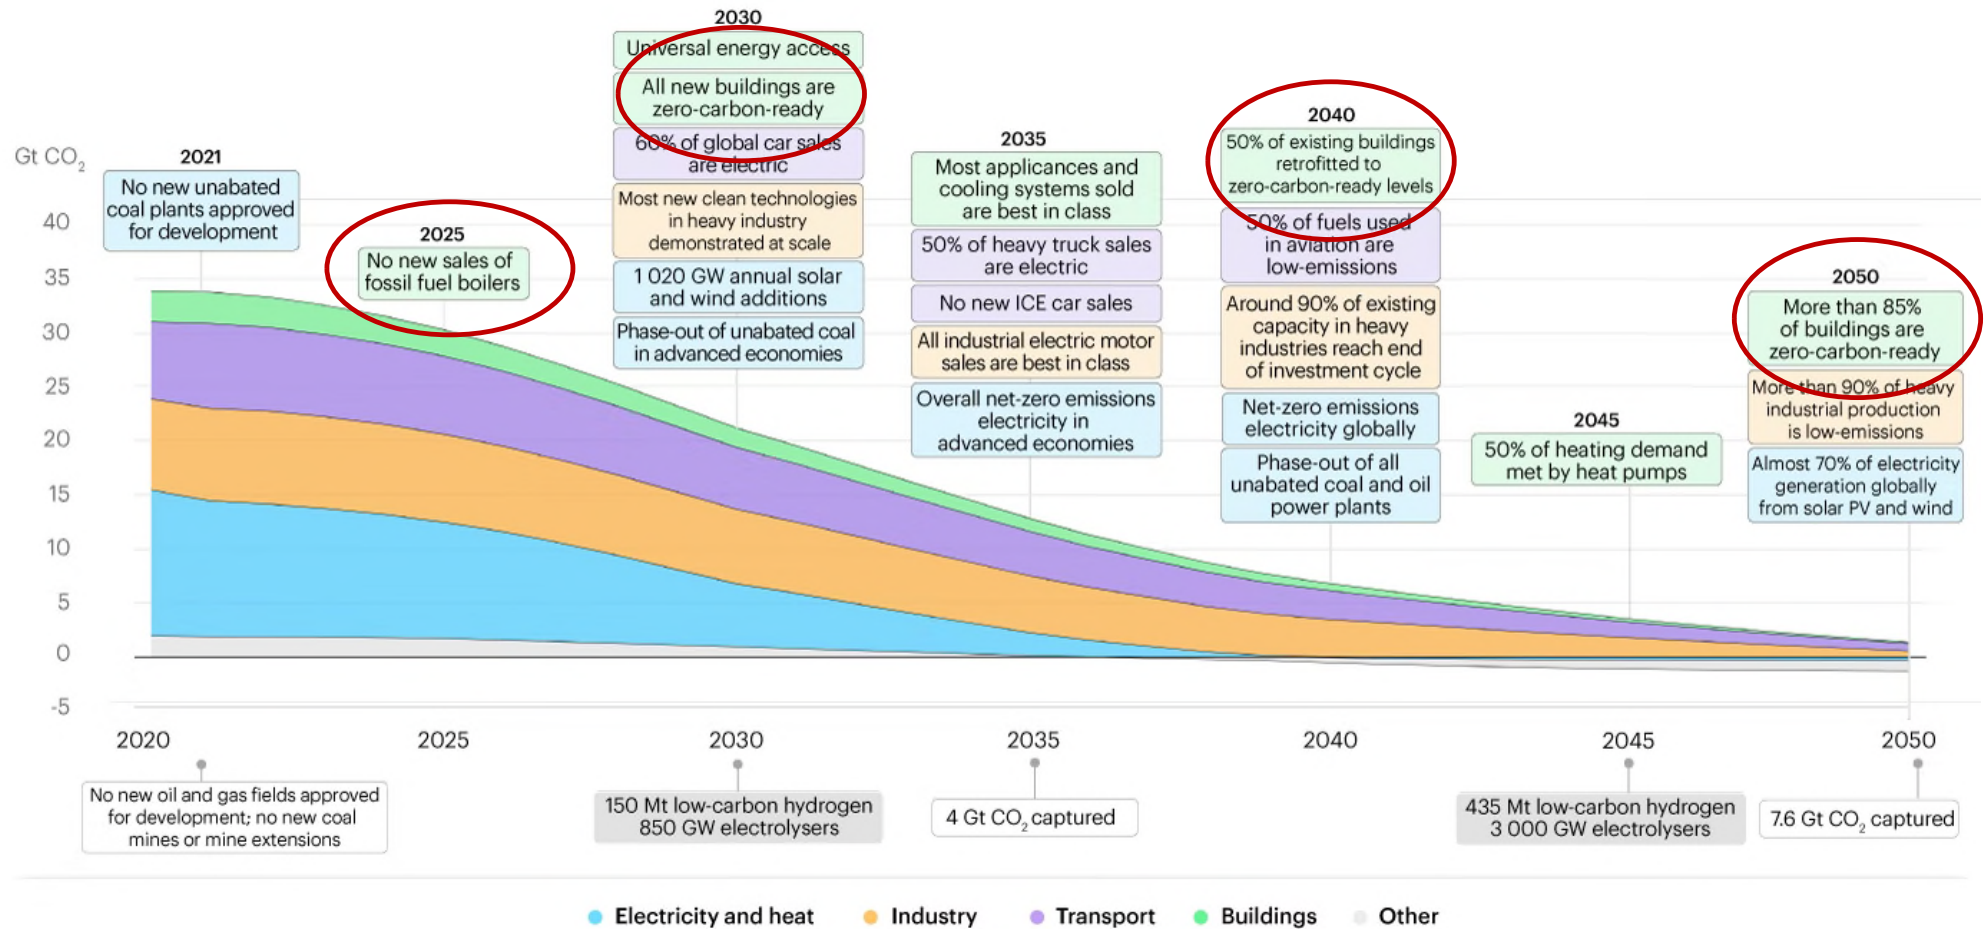 Gt CO2
40
35
30
25
20
15
10
5
0
-5
2021
No new unabated
coal plants approved
for development
2025
No new sales of
fossil fuel boilers
2030
Universal energy access
All new buildings are
zero-carbon-ready
60% of global car sales
are electric
Most new clean technologies
in heavy industry
demonstrated at scale
1 020 GW annual solar
and wind additions
Phase-out of unabated coal
in advanced economies
2035
Most applicances and
cooling systems sold
are best in class
50% of heavy truck sales
are electric
No new ICE car sales
All industrial electric motor
sales are best in class
Overall net-zero emissions
electricity in
advanced economies
2040
50% of existing buildings
retrofitted to
zero-carbon-ready levels
50% of fuels used
in aviation are
low-emissions
Around 90% of existing
capacity in heavy
industries reach end
of investment cycle
Net-zero emissions
electricity globally
Phase-out of all
unabated coal and oil
power plants
2045
50% of heating demand
met by heat pumps
2050
More than 85%
of buildings are
zero-carbon-ready
More than 90% of heavy
industrial production
is low-emissions
Almost 70% of electricity
generation globally
from solar PV and wind
2020
2025
2030
2035
2040
2045
2050
No new oil and gas fields approved
for development; no new coal
mines or mine extensions
150 Mt low-carbon hydrogen
850 GW electrolysers
4 Gt CO2 captured
435 Mt low-carbon hydrogen
3 000 GW electrolysers
7.6 Gt CO2 captured
Electricity and heat
Industry
Transport
Buildings
Other